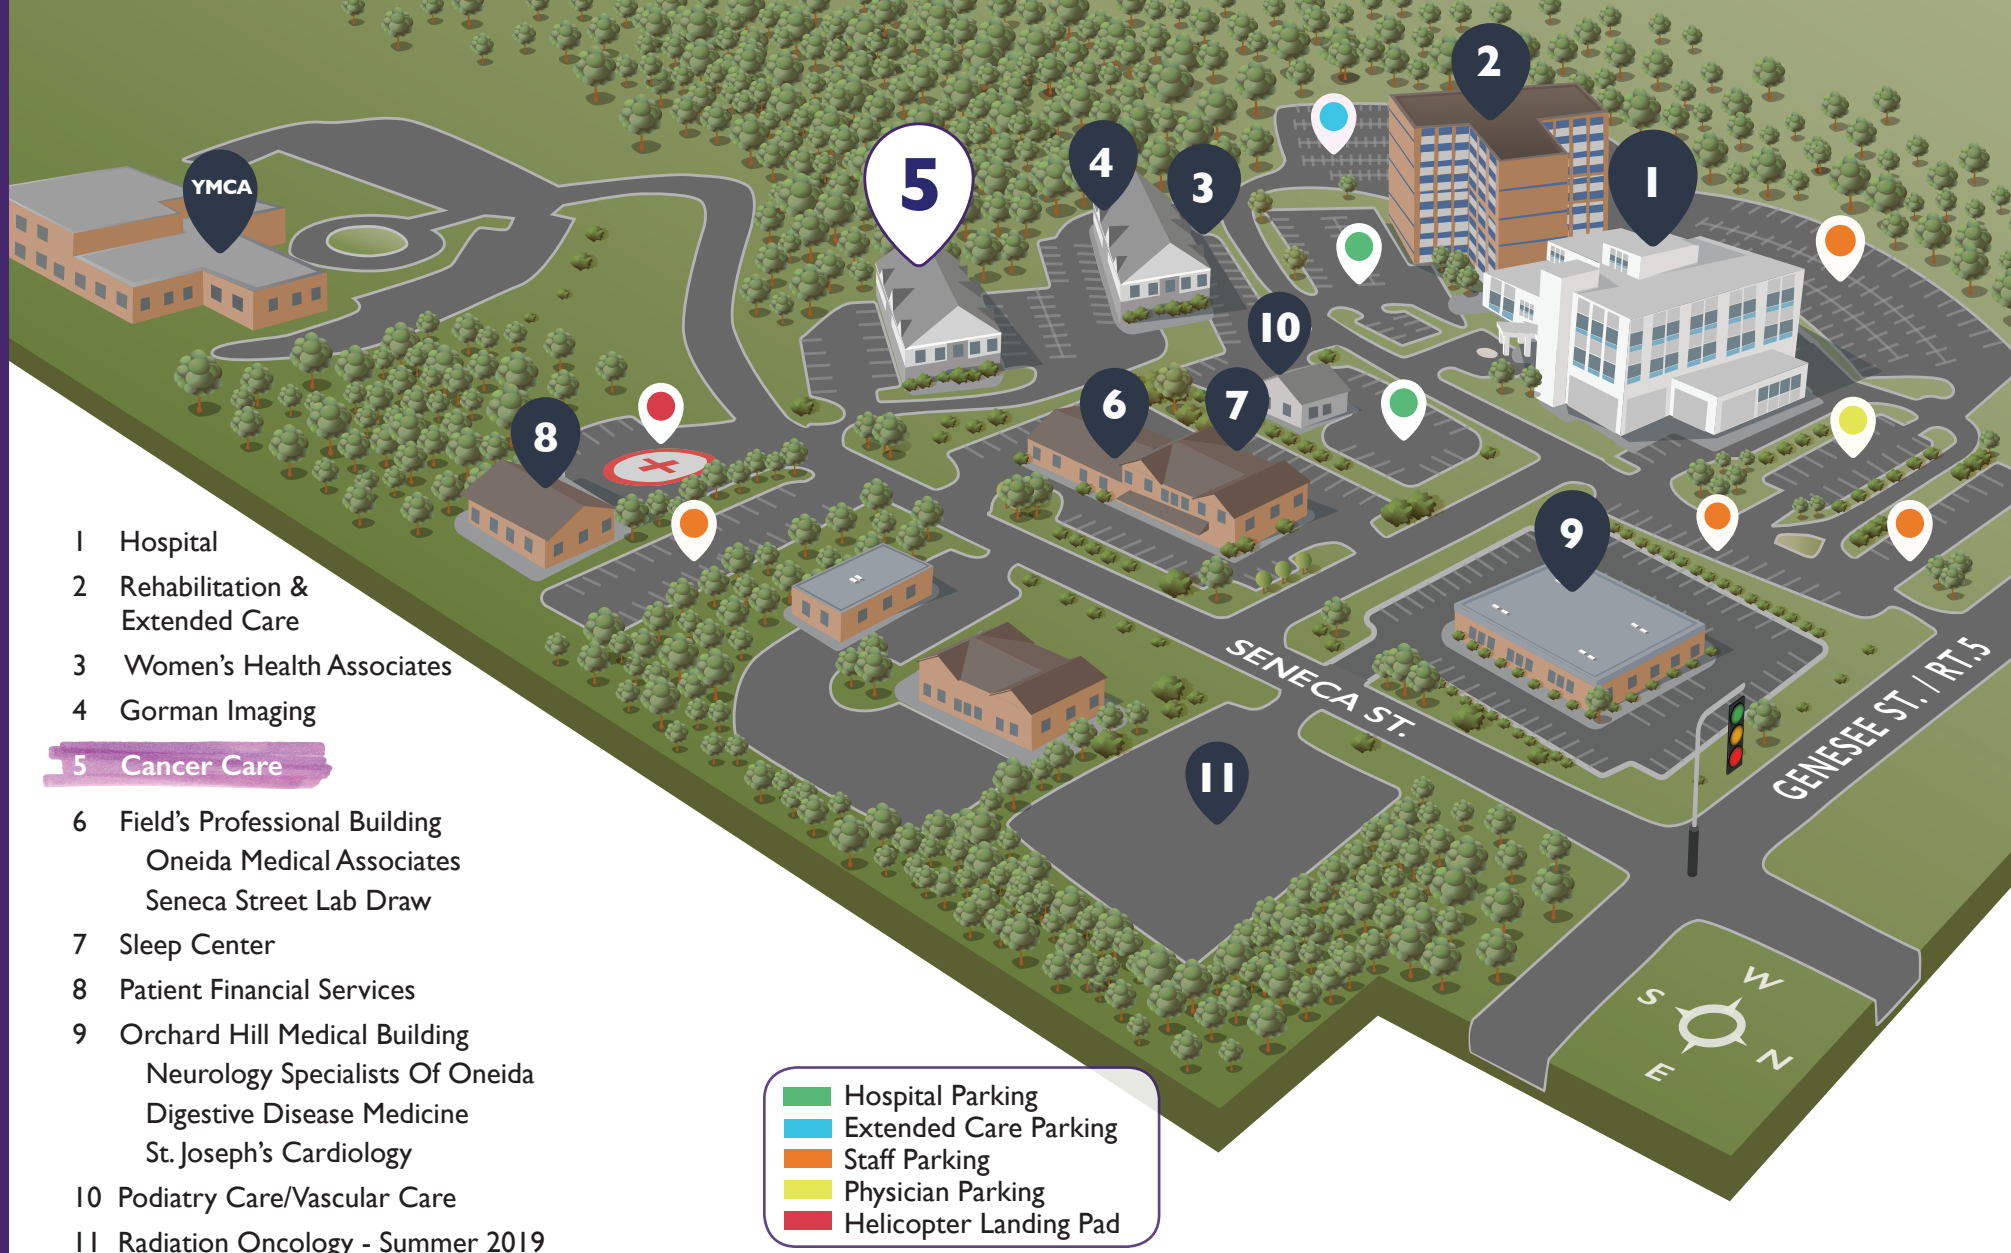 2
YMCA
5
4
3
1
10
6
7
8
9
SENECA ST.
GENESEE ST. / RT.5
11
W
S
N
E
1 Hospital
2 Rehabilitation &
Extended Care
3 Women's Health Associates
4 Gorman Imaging
5 Cancer Care
6 Field's Professional Building
Oneida Medical Associates
Seneca Street Lab Draw
7 Sleep Center
8 Patient Financial Services
9 Orchard Hill Medical Building
Neurology Specialists Of Oneida
Digestive Disease Medicine
St. Joseph's Cardiology
10 Podiatry Care/Vascular Care
11 Radiation Oncology - Summer 2019
Hospital Parking
Extended Care Parking
Staff Parking
Physician Parking
Helicopter Landing Pad